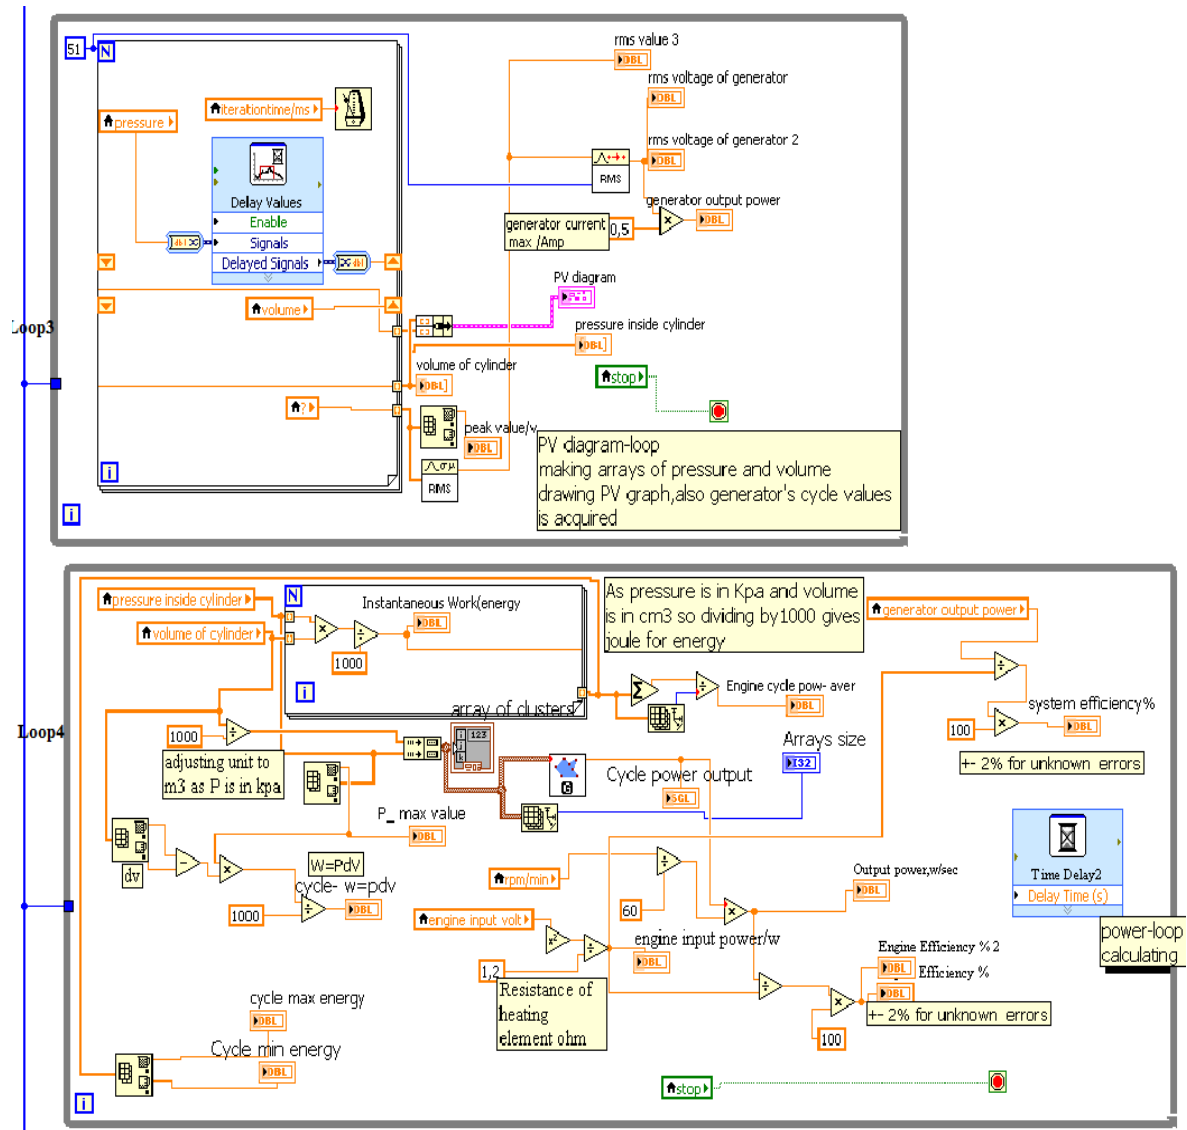 51
N
rms value 3
DBL
rms voltage of generator
DBL
iterationtime/ms
pressure
rms voltage of generator 2
DBL
RMS
Delay Values
Enable
Signals
Delayed Signals
generator output power
DBL
generator current
max /Amp
0,5
PV diagram
volume
Loop3
pressure inside cylinder
DBL]
volume of cylinder
DBL]
stop
?
peak value/v
DBL
RMS
PV diagram-loop
making arrays of pressure and volume
drawing PV graph,also generator's cycle values
is acquired
i
i
pressure inside cylinder
volume of cylinder
N
Instantaneous Work(energy
DBL
1000
i
As pressure is in Kpa and volume
is in cm3 so dividing by1000 gives
joule for energy
generator output power
Engine cycle pow- aver
DBL
system efficiency%
100
DBL
+- 2% for unknown errors
Loop4
array of clusters
123
1000
adjusting unit to
m3 as P is in kpa
Arrays size
I32
G
Cycle power output
SGL
P_ max value
DBL
dv
W=PdV
cycle- w=pdv
1000
DBL
rpm/min
60
Output power,w/sec
DBL
Time Delay2
Delay Time (s)
power-loop
calculating
engine input volt
x²
engine input power/w
DBL
1,2
Resistance of
heating
element ohm
Engine Efficiency %2
DBL
Efficiency %
DBL
+- 2% for unknown errors
100
cycle max energy
DBL
Cycle min energy
DBL
stop
i